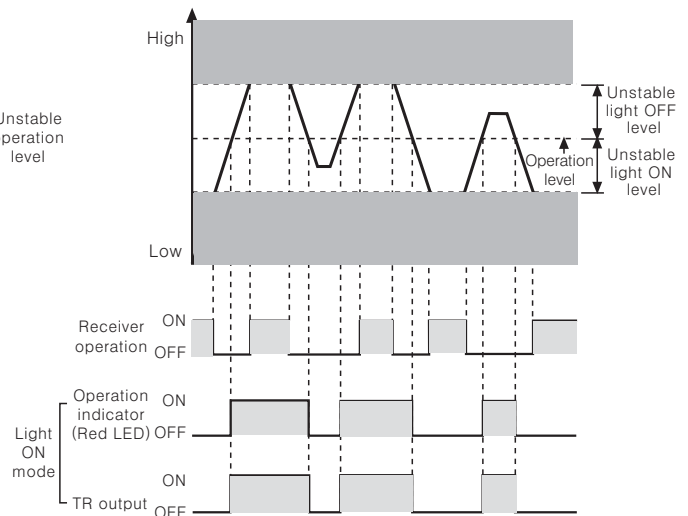 High
Unstable
light OFF
level
Unstable
operation
level
Operation
level
Unstable
light ON
level
Low
Receiver
operation
ON
OFF
Operation
indicator
(Red LED)
ON
OFF
Light
ON
mode
TR output
ON
OFF